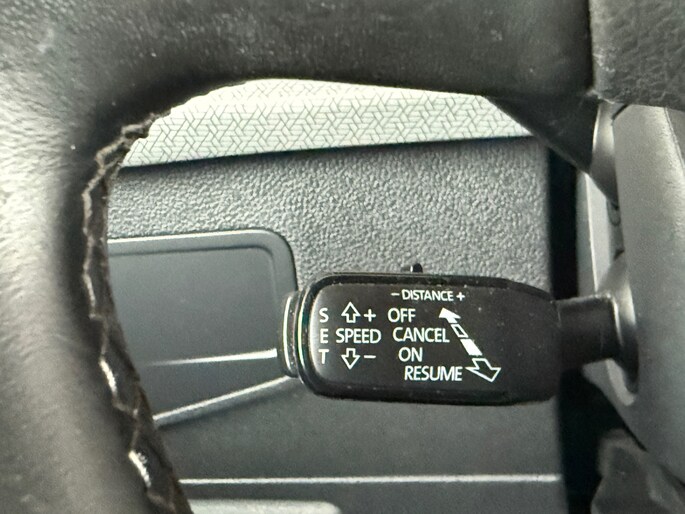 - DISTANCE +
S ⇧ + OFF
E SPEED CANCEL
T ⇩ - ON
RESUME